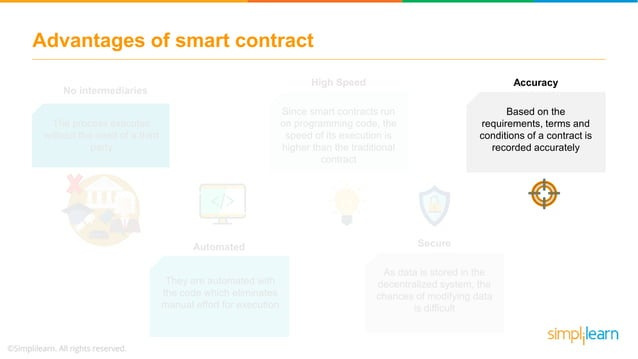 Advantages of smart contract
No intermediaries
The process executes
without the need of a third
party
Automated
They are automated with
the code which eliminates
manual effort for execution
High Speed
Since smart contracts run
on programming code, the
speed of its execution is
higher than the traditional
contract
Secure
As data is stored in the
decentralized system, the
chances of modifying data
is difficult
Accuracy
Based on the
requirements, terms and
conditions of a contract is
recorded accurately
©Simplilearn. All rights reserved.
simplilearn